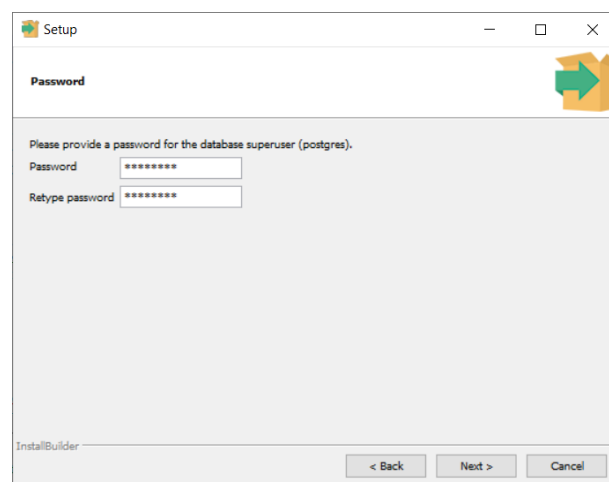 Setup
Password
Please provide a password for the database superuser (postgres).
Password ********
Retype password ********
InstallBuilder
< Back Next > Cancel